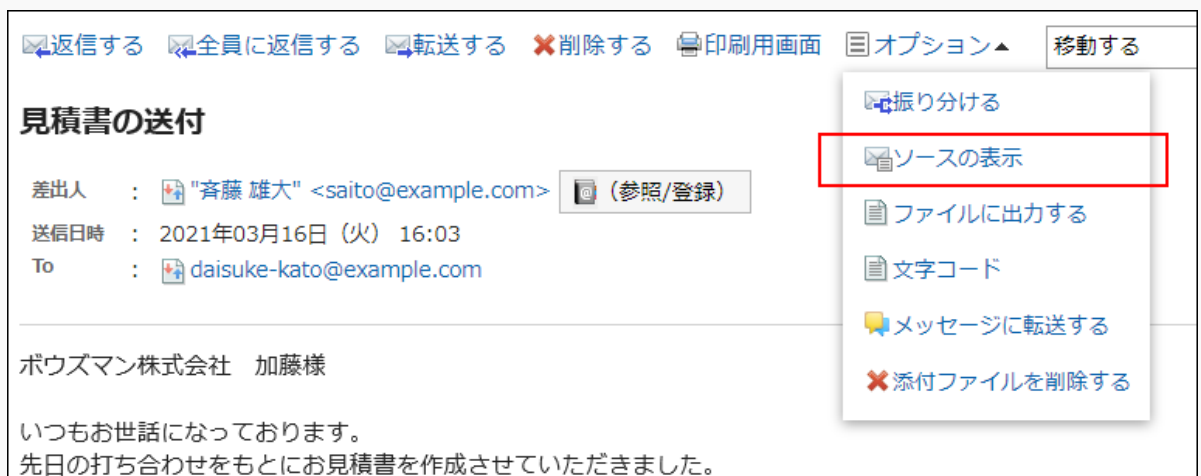 返信する 全員に返信する 転送する 削除する 印刷用画面 オプション▲ 移動する
振り分ける
ソースの表示
ファイルに出力する
文字コード
メッセージに転送する
添付ファイルを削除する
見積書の送付
差出人 : "斉藤 雄大" <saito@example.com> (参照/登録)
送信日時 : 2021年03月16日（火） 16:03
To : daisuke-kato@example.com
ボウズマン株式会社　加藤様
いつもお世話になっております。
先日の打ち合わせをもとにお見積書を作成させていただきました。